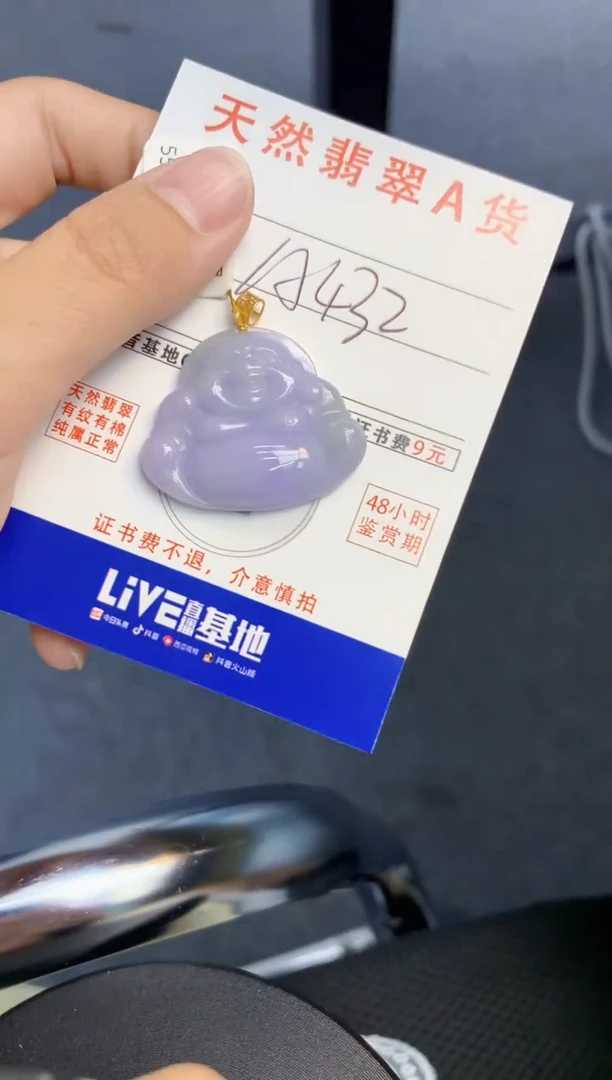 天然翡翠A货
55
A432
音基地
证书费9元
天然翡翠
有纹有棉
纯属正常
48小时
鉴赏期
证书费不退，介意慎拍
LiVE直播基地
今日头条 抖音 西瓜视频 抖音火山版